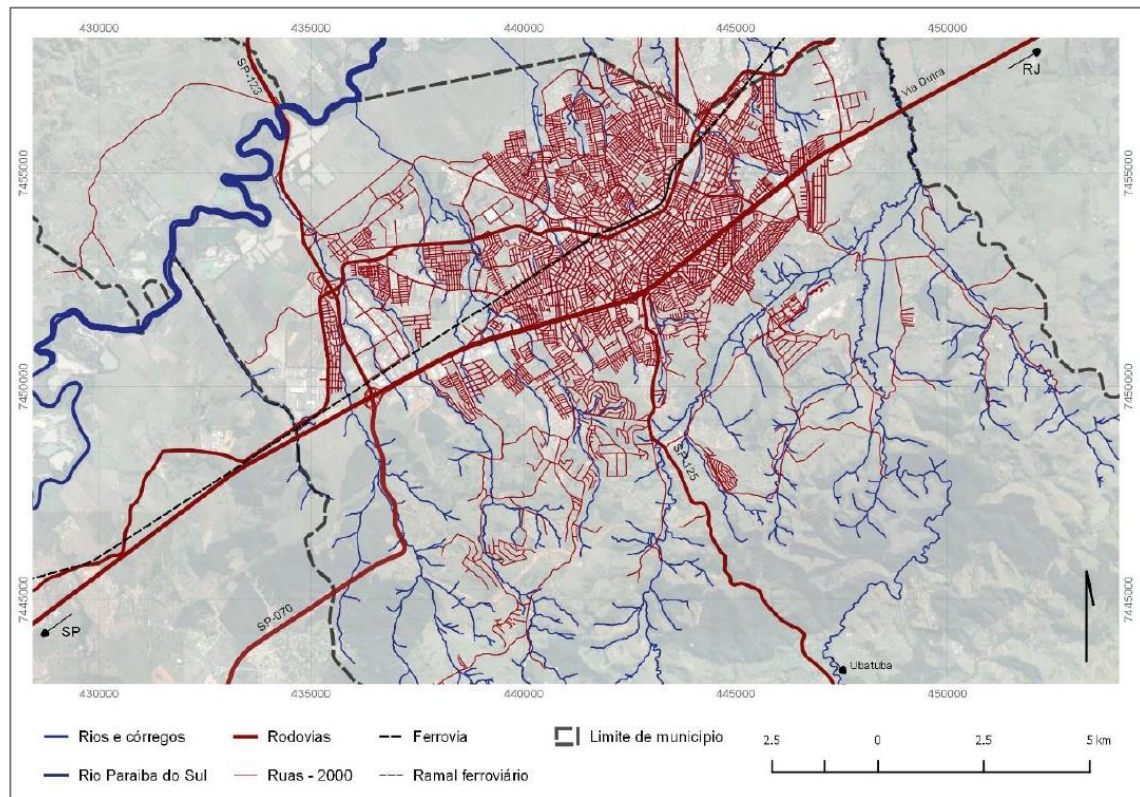 430000 435000 440000 445000 450000
SP-123
Via Dutra
RJ
7455000 7455000
7450000 7450000
SP-125
7445000 7445000
SP-070
SP
Ubatuba
430000 435000 440000 445000 450000
Rios e córregos Rodovias Ferrovia Limite de municipio
2.5 0 2.5 5 km
Rio Paraiba do Sul Ruas - 2000 Ramal ferroviário